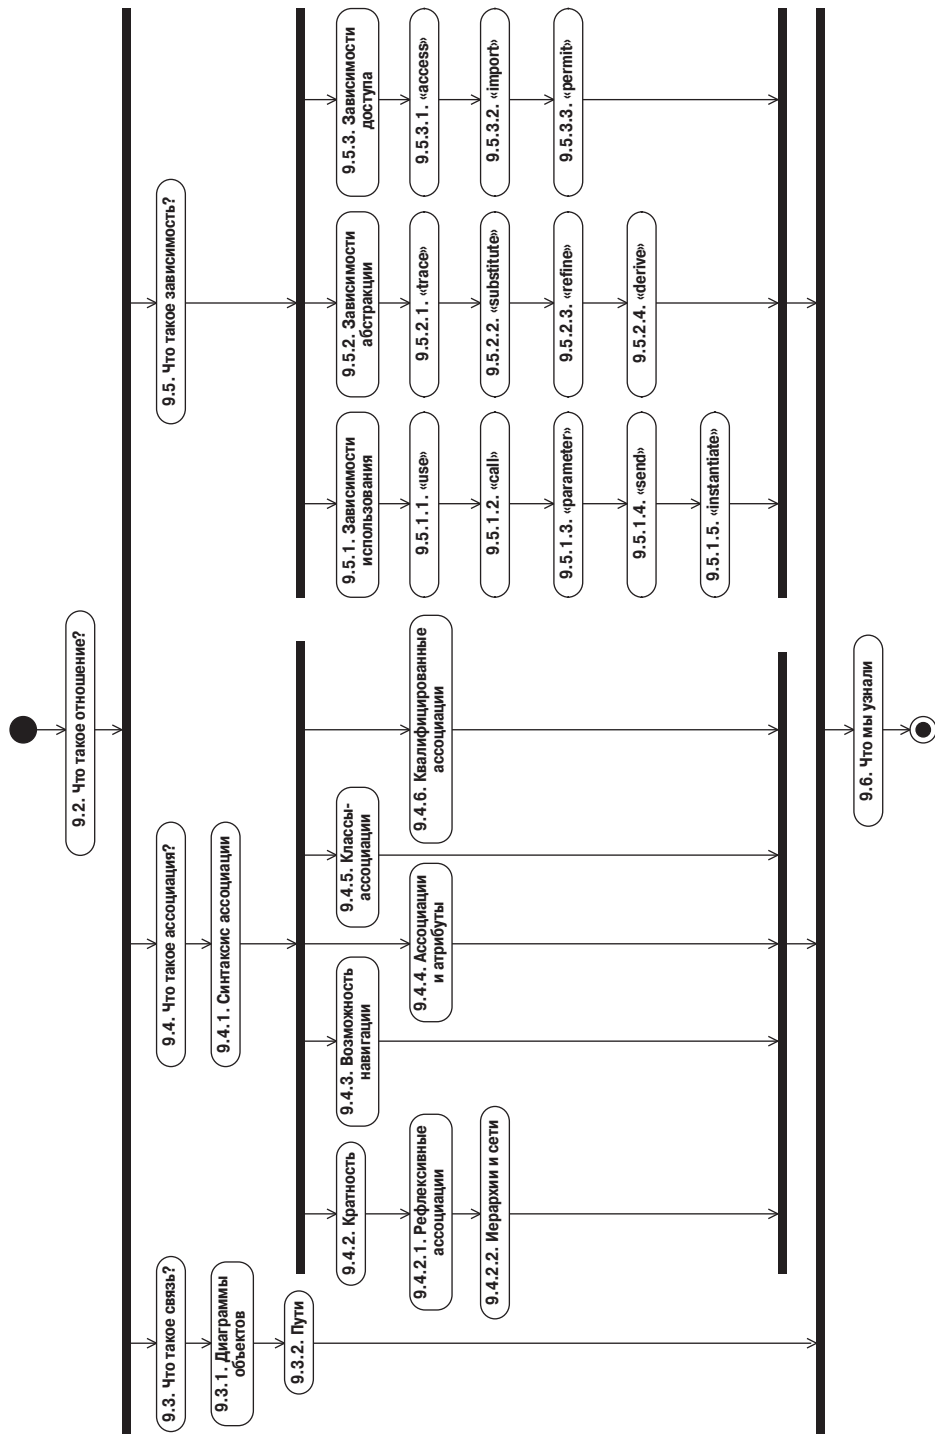 9.2. Что такое отношение?
9.3. Что такое связь?
9.3.1. Диаграммы
объектов
9.3.2. Пути
9.4. Что такое ассоциация?
9.4.1. Синтаксис ассоциации
9.4.2. Кратность
9.4.2.1. Рефлексивные
ассоциации
9.4.2.2. Иерархии и сети
9.4.3. Возможность
навигации
9.4.4. Ассоциации
и атрибуты
9.4.5. Классы-
ассоциации
9.4.6. Квалифицированные
ассоциации
9.5. Что такое зависимость?
9.5.1. Зависимости
использования
9.5.1.1. «use»
9.5.1.2. «call»
9.5.1.3. «parameter»
9.5.1.4. «send»
9.5.1.5. «instantiate»
9.5.2. Зависимости
абстракции
9.5.2.1. «trace»
9.5.2.2. «substitute»
9.5.2.3. «refine»
9.5.2.4. «derive»
9.5.3. Зависимости
доступа
9.5.3.1. «access»
9.5.3.2. «import»
9.5.3.3. «permit»
9.6. Что мы узнали